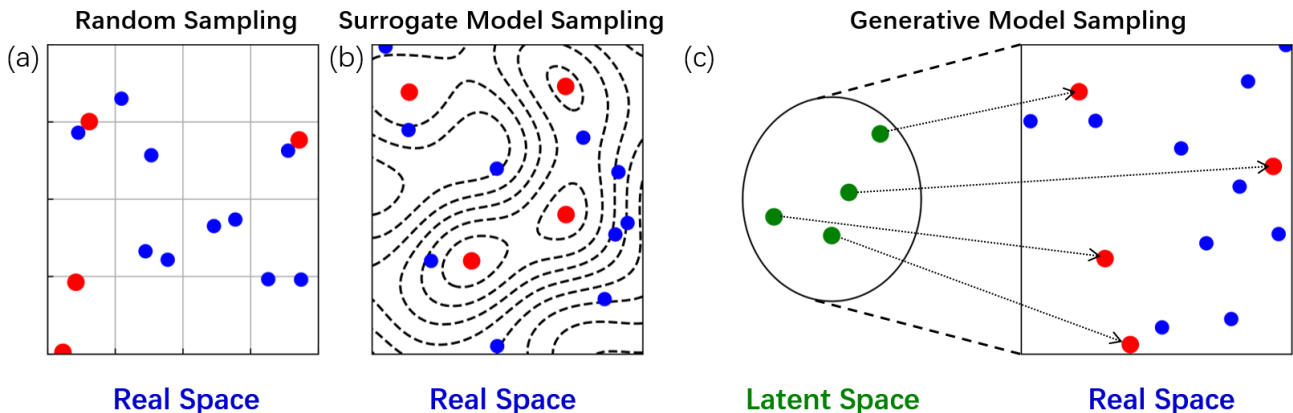 Random Sampling
Surrogate Model Sampling
Generative Model Sampling
(a)
(b)
(c)
Real Space
Real Space
Latent Space
Real Space